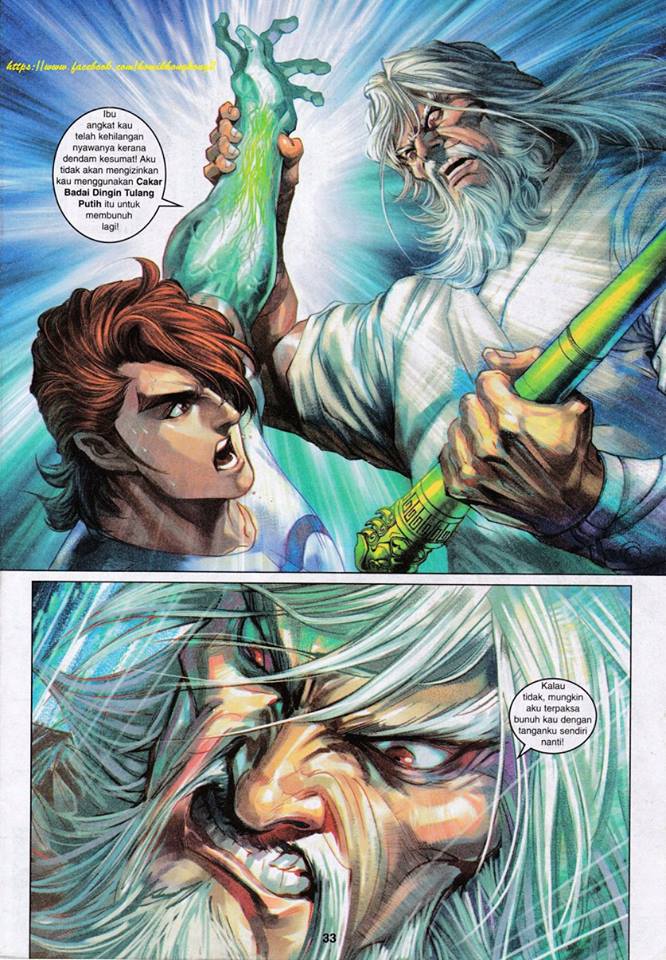 https://www.facebook.com/komikhongkong2
Ibu
angkat kau
telah kehilangan
nyawanya kerana
dendam kesumat! Aku
tidak akan mengizinkan
kau menggunakan Cakar
Badai Dingin Tulang
Putih itu untuk
membunuh
lagi!
Kalau
tidak, mungkin
aku terpaksa
bunuh kau dengan
tanganku sendiri
nanti!
33